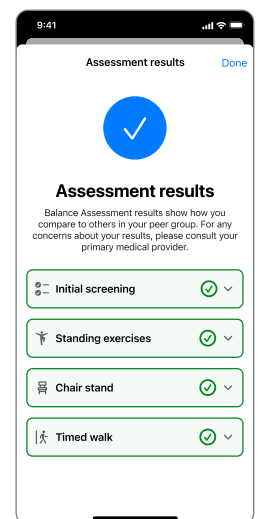 9:41
Assessment results
Done
Assessment results
Balance Assessment results show how you
compare to others in your peer group. For any
concerns about your results, please consult your
primary medical provider.
Initial screening
Standing exercises
Chair stand
Timed walk